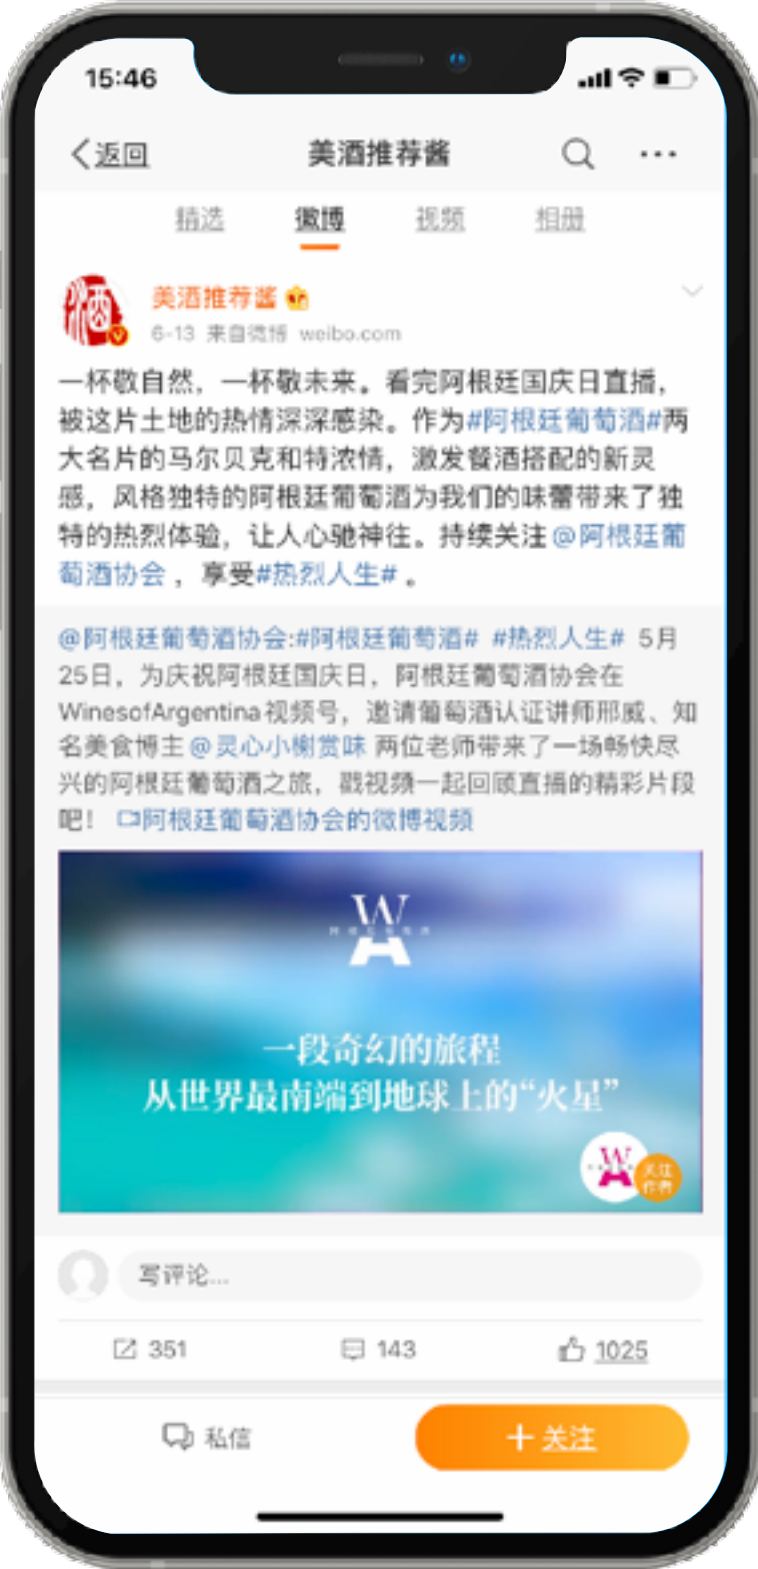 15:46
返回 美酒推荐酱
精选 微博 视频 相册
美酒推荐酱
6-13 来自微博 weibo.com
一杯敬自然，一杯敬未来。看完阿根廷国庆日直播，
被这片土地的热情深深感染。作为#阿根廷葡萄酒#两
大名片的马尔贝克和特浓情，激发餐酒搭配的新灵
感，风格独特的阿根廷葡萄酒为我们的味蕾带来了独
特的热烈体验，让人心驰神往。持续关注@阿根廷葡
萄酒协会，享受#热烈人生#。
@阿根廷葡萄酒协会:#阿根廷葡萄酒# #热烈人生# 5月
25日，为庆祝阿根廷国庆日，阿根廷葡萄酒协会在
WinesofArgentina视频号，邀请葡萄酒认证讲师邢威、知
名美食博主@灵心小榭赏味 两位老师带来了一场畅快尽
兴的阿根廷葡萄酒之旅，戳视频一起回顾直播的精彩片段
吧！ 阿根廷葡萄酒协会的微博视频
WA
一段奇幻的旅程
从世界最南端到地球上的“火星”
WA 关注
作者
写评论...
351 143 1025
私信 +关注